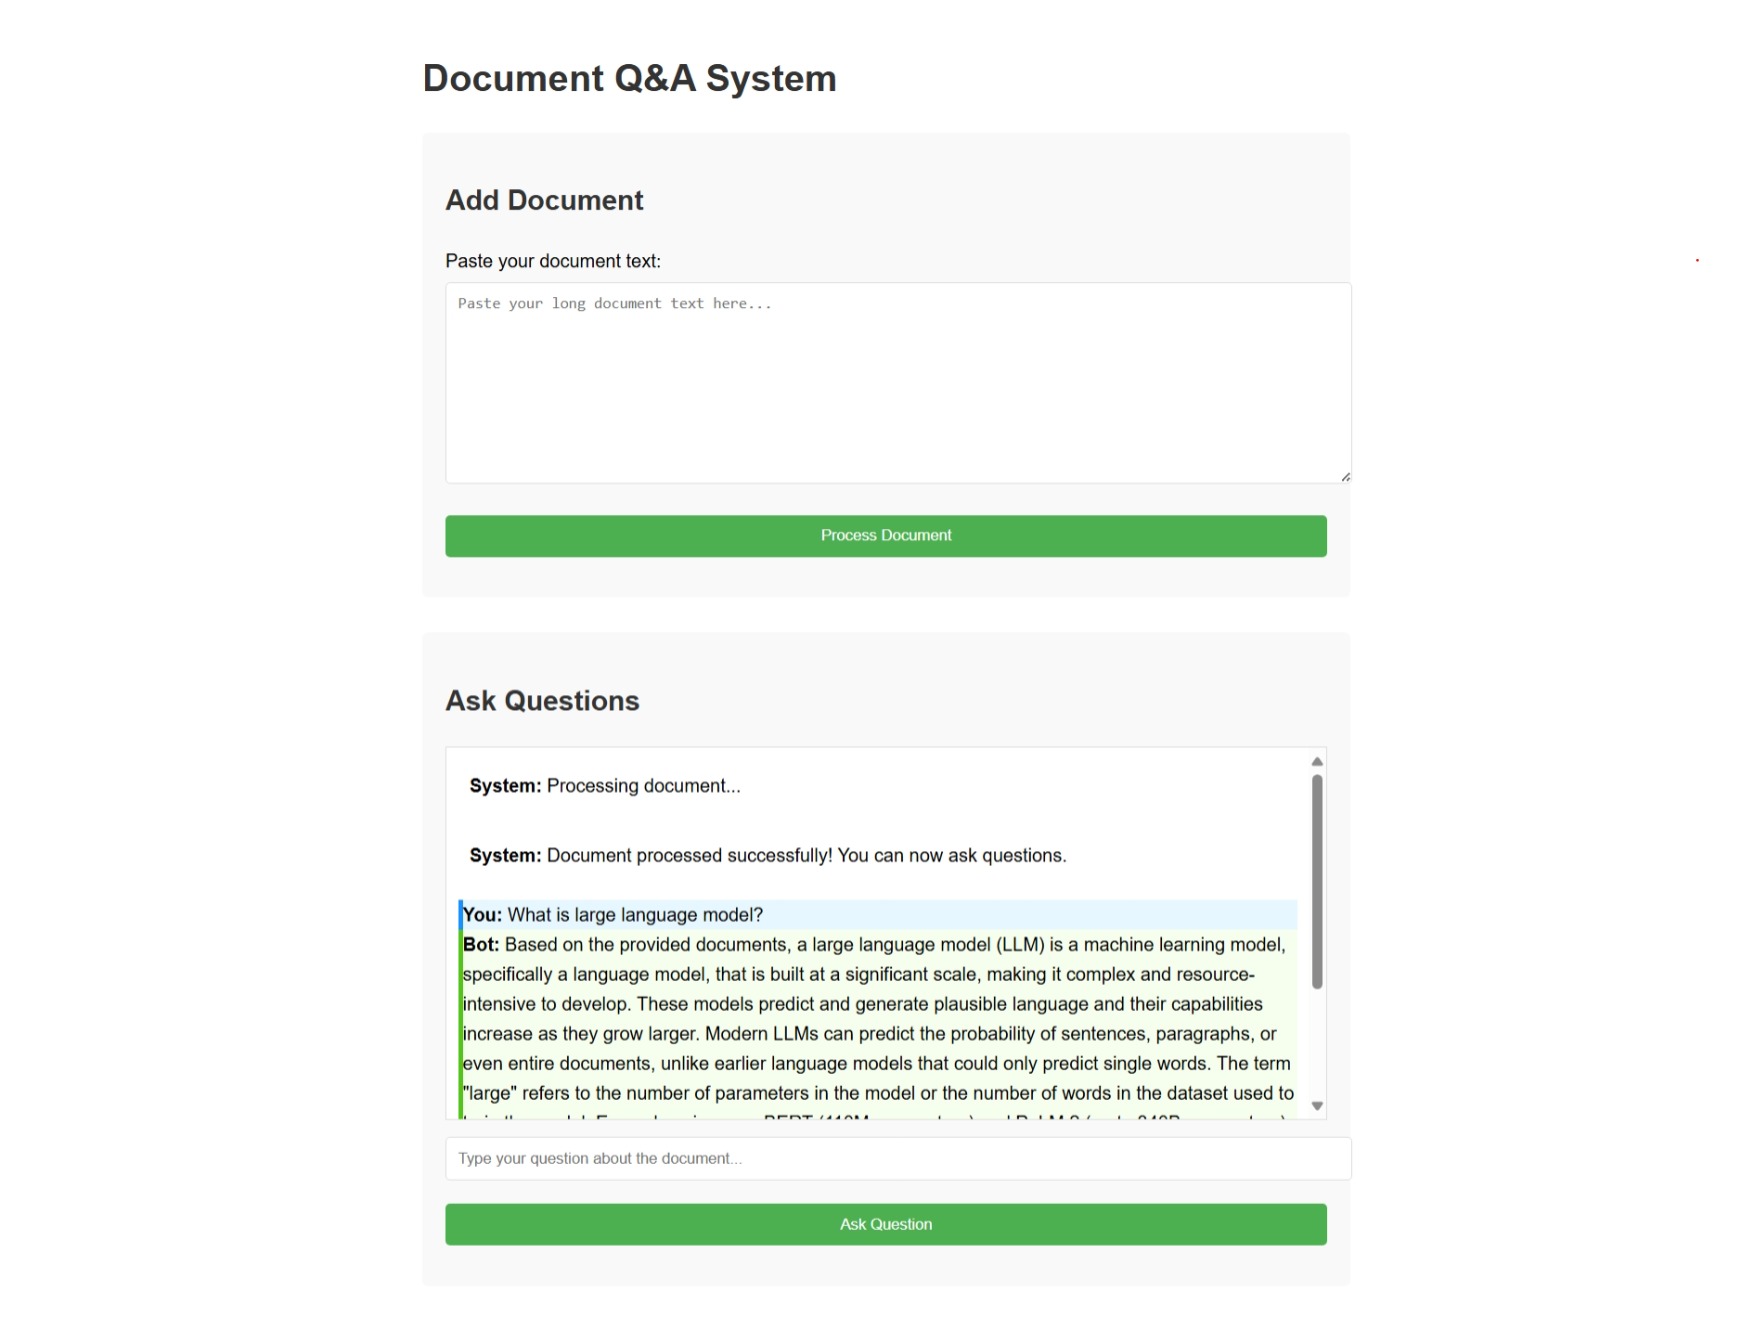 Document Q&A System
Add Document
Paste your document text:
Paste your long document text here...
Process Document
Ask Questions
System: Processing document...
System: Document processed successfully! You can now ask questions.
You: What is large language model?
Bot: Based on the provided documents, a large language model (LLM) is a machine learning model,
specifically a language model, that is built at a significant scale, making it complex and resource-
intensive to develop. These models predict and generate plausible language and their capabilities
increase as they grow larger. Modern LLMs can predict the probability of sentences, paragraphs, or
even entire documents, unlike earlier language models that could only predict single words. The term
"large" refers to the number of parameters in the model or the number of words in the dataset used to
Type your question about the document...
Ask Question